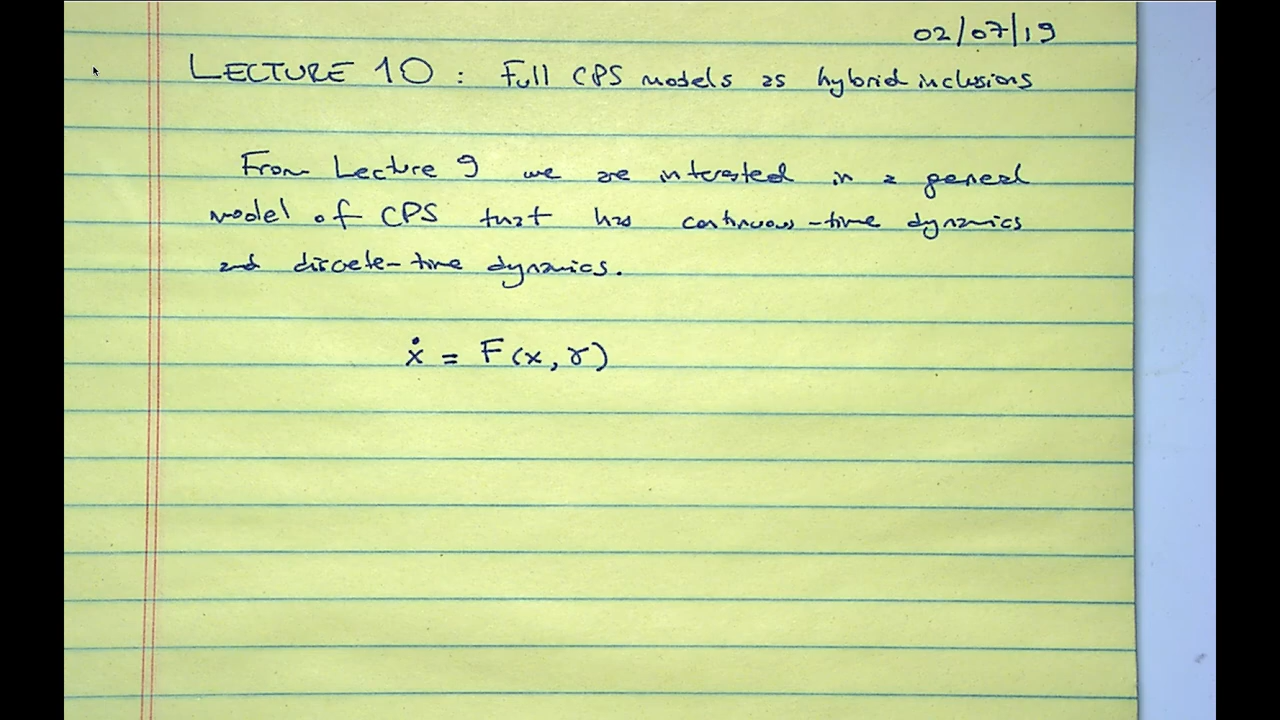 02/07/19
LECTURE 10 : Full CPS models as hybrid inclusions
From Lecture 9 we are interested in a general
model of CPS that has continuous-time dynamics
and discrete-time dynamics.
ẋ = F(x, γ)